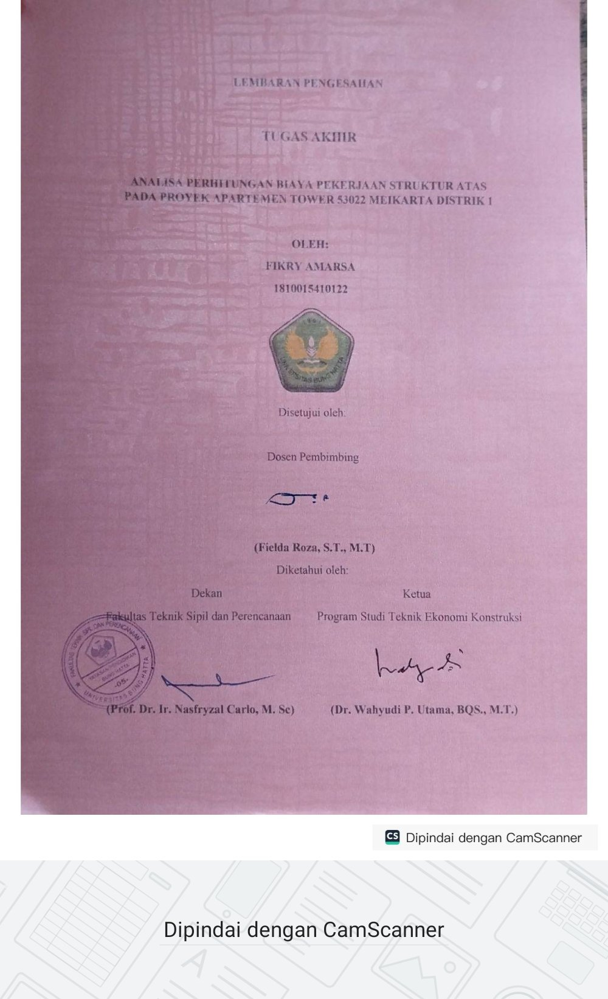 LEMBARAN PENGESAHAN
TUGAS AKHIR
ANALISA PERHITUNGAN BIAYA PEKERJAAN STRUKTUR ATAS
PADA PROYEK APARTEMEN TOWER 53022 MEIKARTA DISTRIK 1
OLEH:
FIKRY AMARSA
1810015410122
1981
UNIVERSITAS BUNG HATTA
Disetujui oleh:
Dosen Pembimbing
(Fielda Roza, S.T., M.T)
Diketahui oleh:
Dekan
Fakultas Teknik Sipil dan Perencanaan
Ketua
Program Studi Teknik Ekonomi Konstruksi
FAKULTAS TEKNIK SIPIL DAN PERENCANAAN
YAYASAN PENDIDIKAN
BUNG HATTA
-05-
UNIVERSITAS BUNG HATTA
(Prof. Dr. Ir. Nasfryzal Carlo, M. Sc)
(Dr. Wahyudi P. Utama, BQS., M.T.)
CS Dipindai dengan CamScanner
Dipindai dengan CamScanner